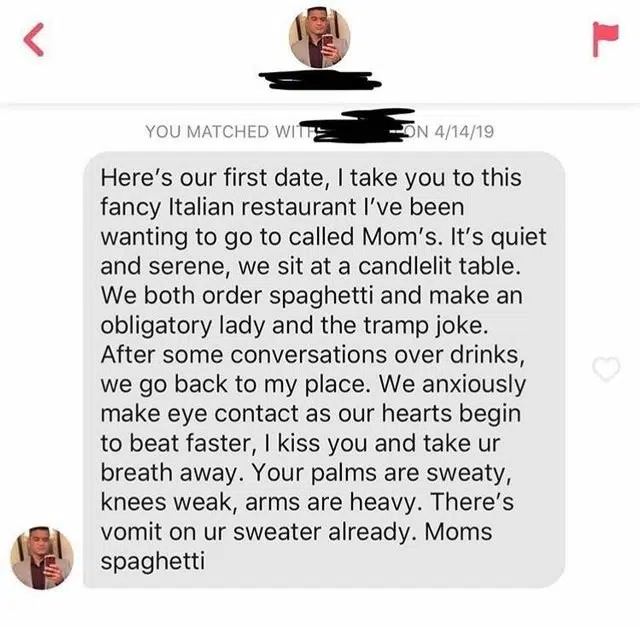 YOU MATCHED WITH ON 4/14/19
Here's our first date, I take you to this
fancy Italian restaurant I've been
wanting to go to called Mom's. It's quiet
and serene, we sit at a candlelit table.
We both order spaghetti and make an
obligatory lady and the tramp joke.
After some conversations over drinks,
we go back to my place. We anxiously
make eye contact as our hearts begin
to beat faster, I kiss you and take ur
breath away. Your palms are sweaty,
knees weak, arms are heavy. There's
vomit on ur sweater already. Moms
spaghetti